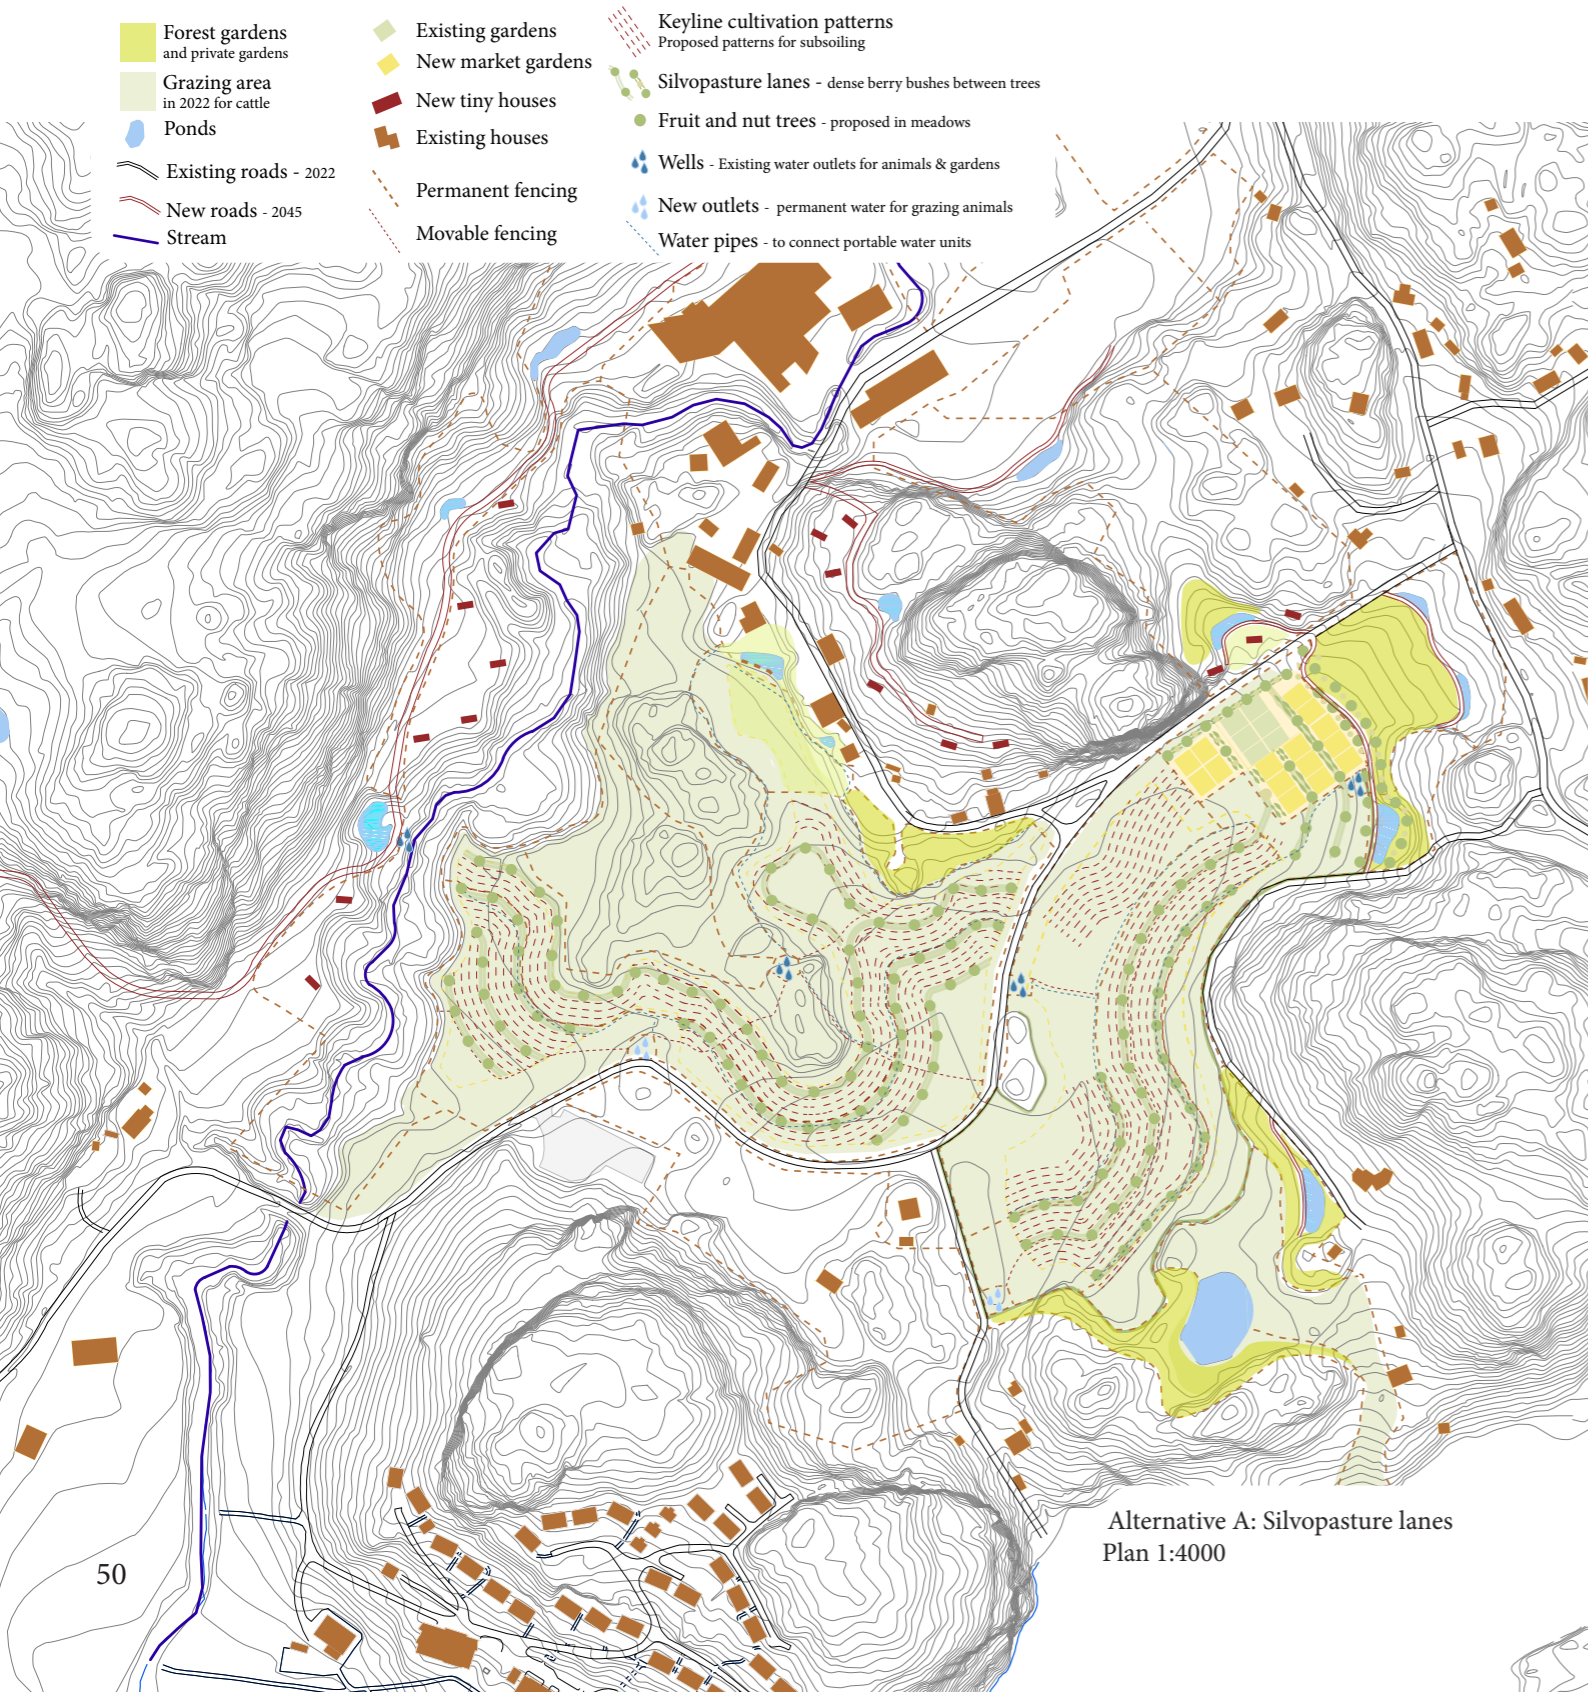 Forest gardens
and private gardens
Grazing area
in 2022 for cattle
Ponds
Existing roads - 2022
New roads - 2045
Stream
Existing gardens
New market gardens
New tiny houses
Existing houses
Permanent fencing
Movable fencing
Keyline cultivation patterns
Proposed patterns for subsoiling
Silvopasture lanes - dense berry bushes between trees
Fruit and nut trees - proposed in meadows
Wells - Existing water outlets for animals & gardens
New outlets - permanent water for grazing animals
Water pipes - to connect portable water units
Alternative A: Silvopasture lanes
Plan 1:4000
50